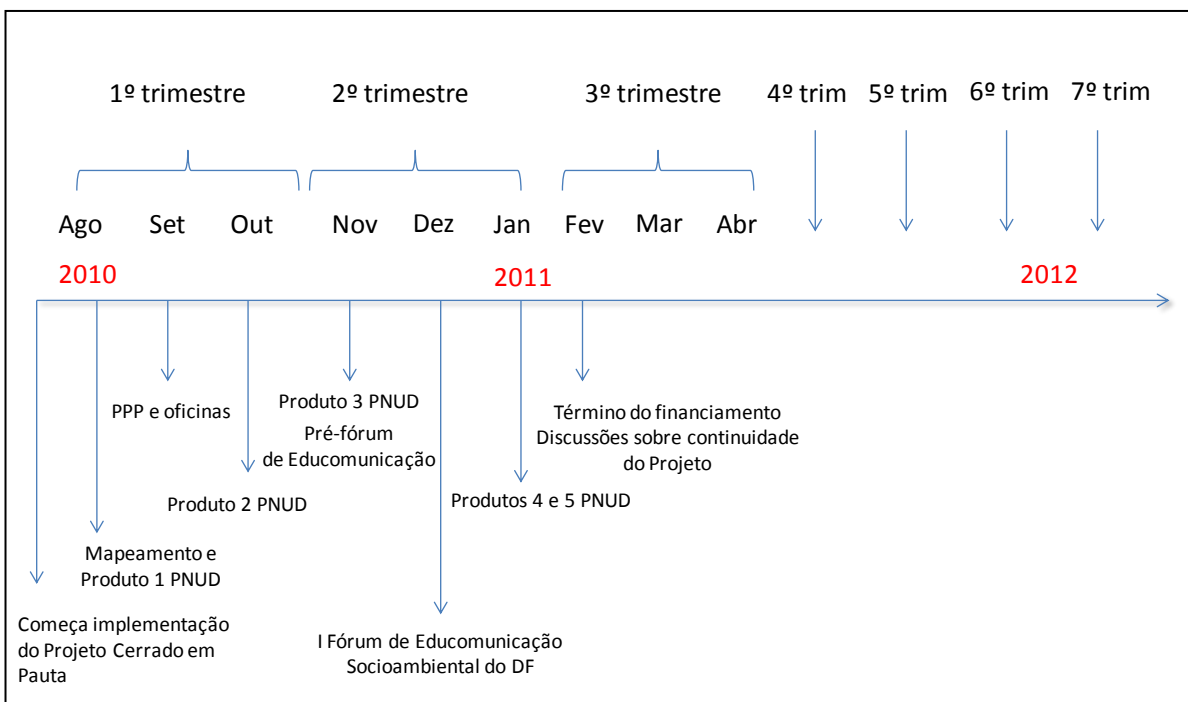 1º trimestre 2º trimestre 3º trimestre 4º trim 5º trim 6º trim 7º trim
Ago Set Out Nov Dez Jan Fev Mar Abr
2010 2011 2012
PPP e oficinas
Produto 3 PNUD
Pré-fórum
de Educomunicação
Término do financiamento
Discussões sobre continuidade
do Projeto
Produto 2 PNUD
Produtos 4 e 5 PNUD
Mapeamento e
Produto 1 PNUD
Começa implementação
do Projeto Cerrado em
Pauta
I Fórum de Educomunicação
Socioambiental do DF